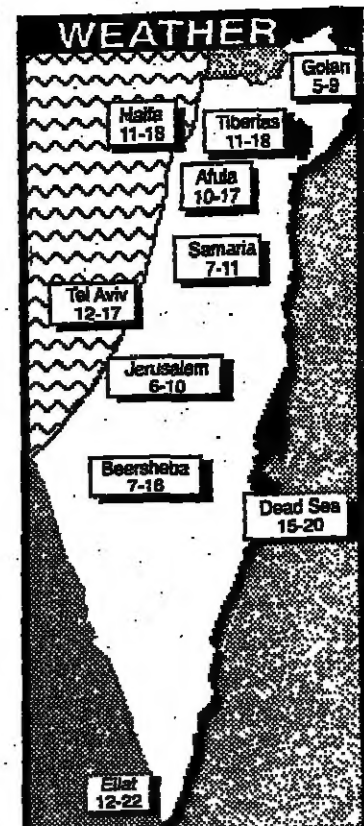 WEATHER
Golan
5-9
Haifa
11-18
Tiberias
11-18
Afula
10-17
Samaria
7-11
Tel Aviv
12-17
Jerusalem
6-10
Beersheba
7-16
Dead Sea
15-20
Eilat
12-22